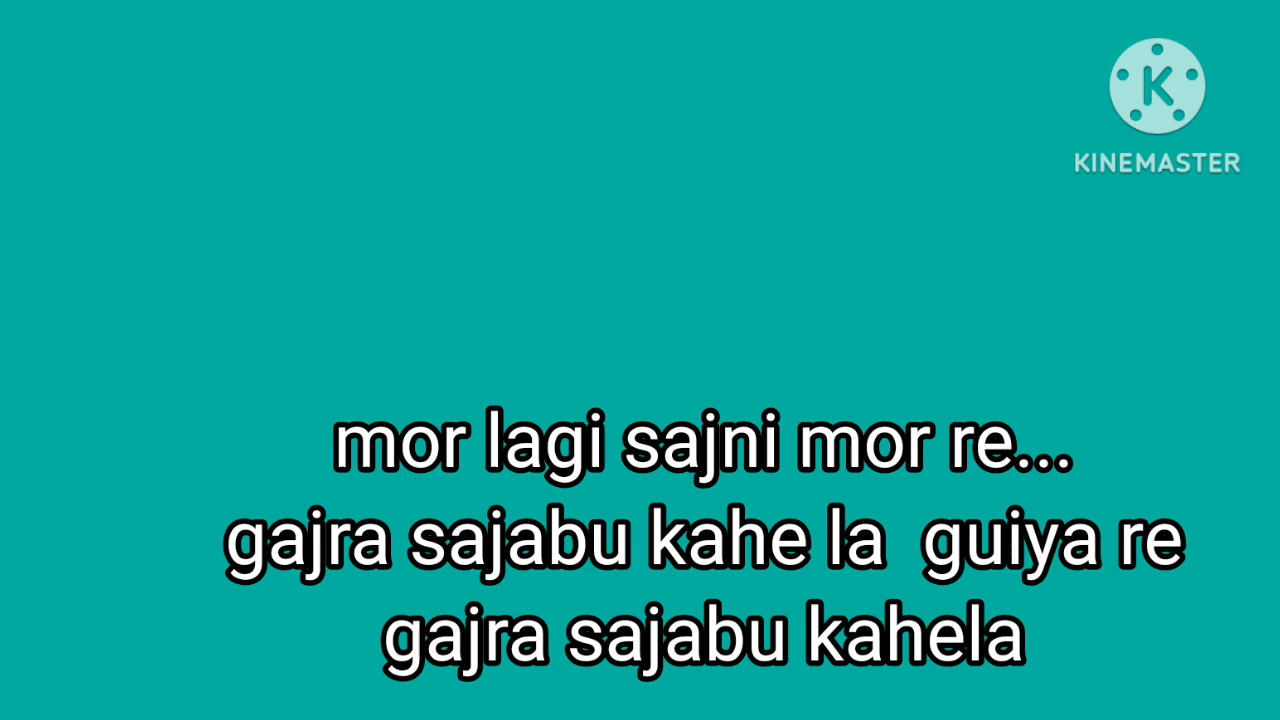 K
KINEMASTER
mor lagi sajni mor re...
gajra sajabu kahe la  guiya re
gajra sajabu kahela